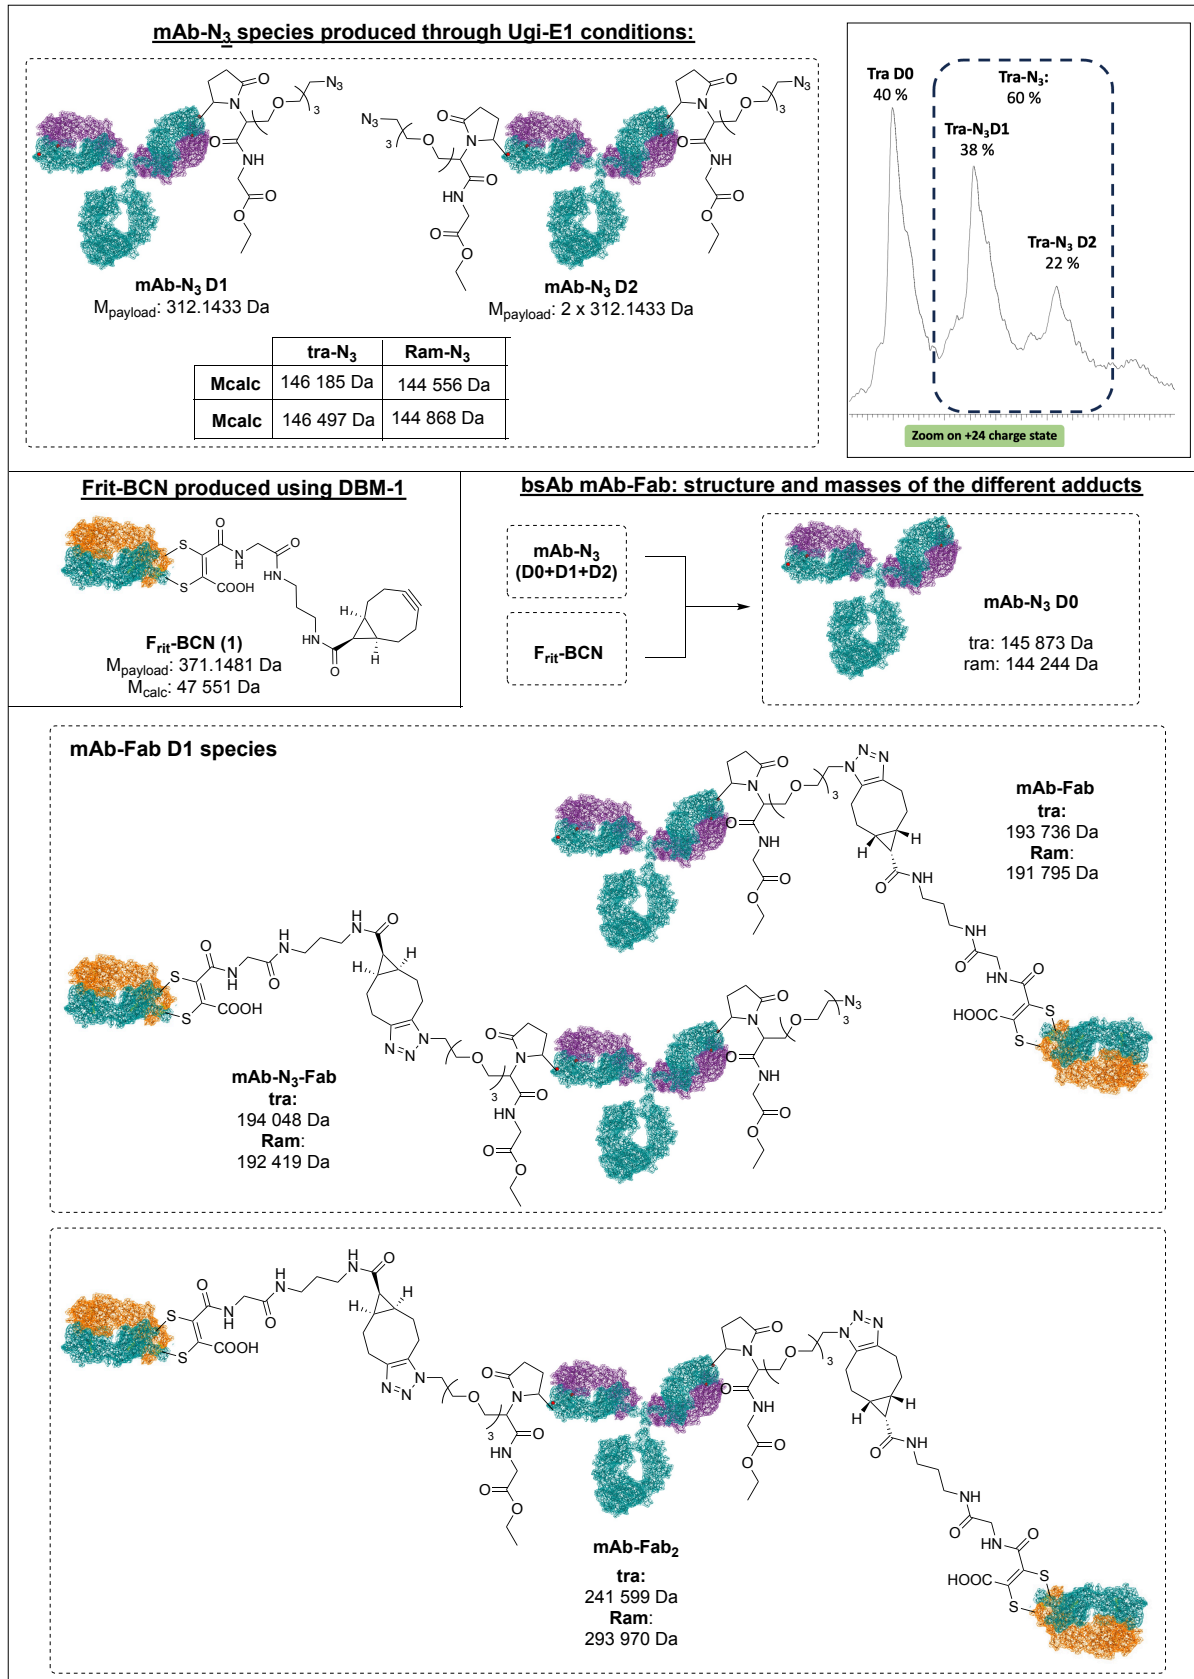 mAb-N3 species produced through Ugi-E1 conditions:
mAb-N3 D1
Mpayload: 312.1433 Da
mAb-N3 D2
Mpayload: 2 x 312.1433 Da
tra-N3 Ram-N3
Mcalc 146 185 Da 144 556 Da
Mcalc 146 497 Da 144 868 Da
Tra D0
40 %
Tra-N3:
60 %
Tra-N3D1
38 %
Tra-N3 D2
22 %
Zoom on +24 charge state
Frit-BCN produced using DBM-1
Frit-BCN (1)
Mpayload: 371.1481 Da
Mcalc: 47 551 Da
bsAb mAb-Fab: structure and masses of the different adducts
mAb-N3
(D0+D1+D2)
Frit-BCN
mAb-N3 D0
tra: 145 873 Da
ram: 144 244 Da
mAb-Fab D1 species
mAb-Fab
tra:
193 736 Da
Ram:
191 795 Da
mAb-N3-Fab
tra:
194 048 Da
Ram:
192 419 Da
mAb-Fab2
tra:
241 599 Da
Ram:
293 970 Da